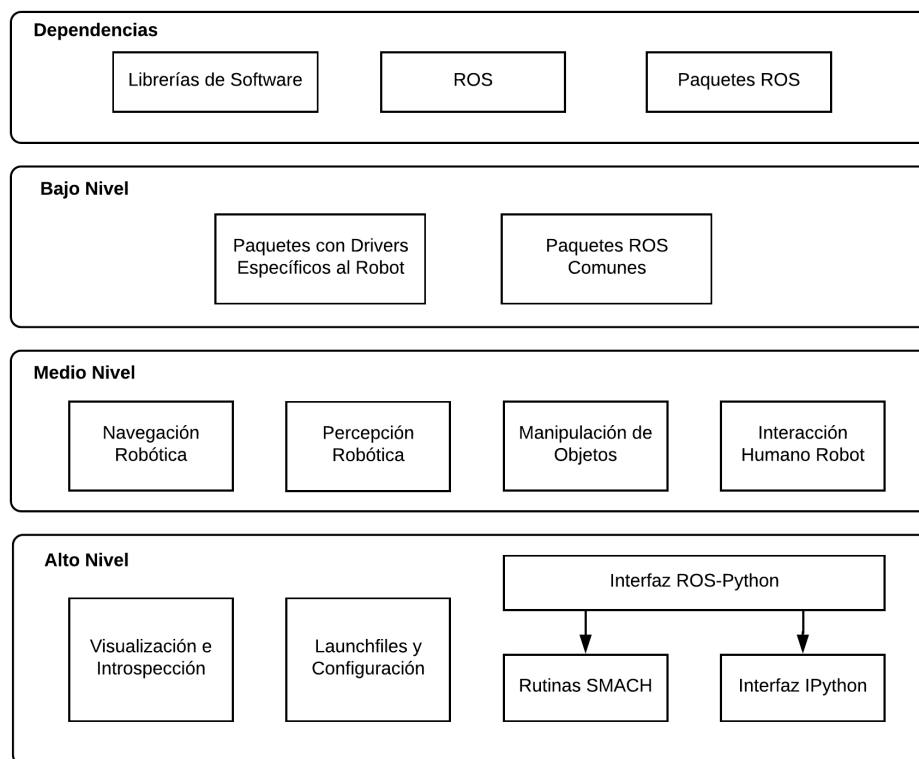 Dependencias
Librerías de Software
ROS
Paquetes ROS
Bajo Nivel
Paquetes con Drivers
Específicos al Robot
Paquetes ROS
Comunes
Medio Nivel
Navegación
Robótica
Percepción
Robótica
Manipulación de
Objetos
Interacción
Humano Robot
Alto Nivel
Visualización e
Introspección
Launchfiles y
Configuración
Interfaz ROS-Python
Rutinas SMACH
Interfaz IPython